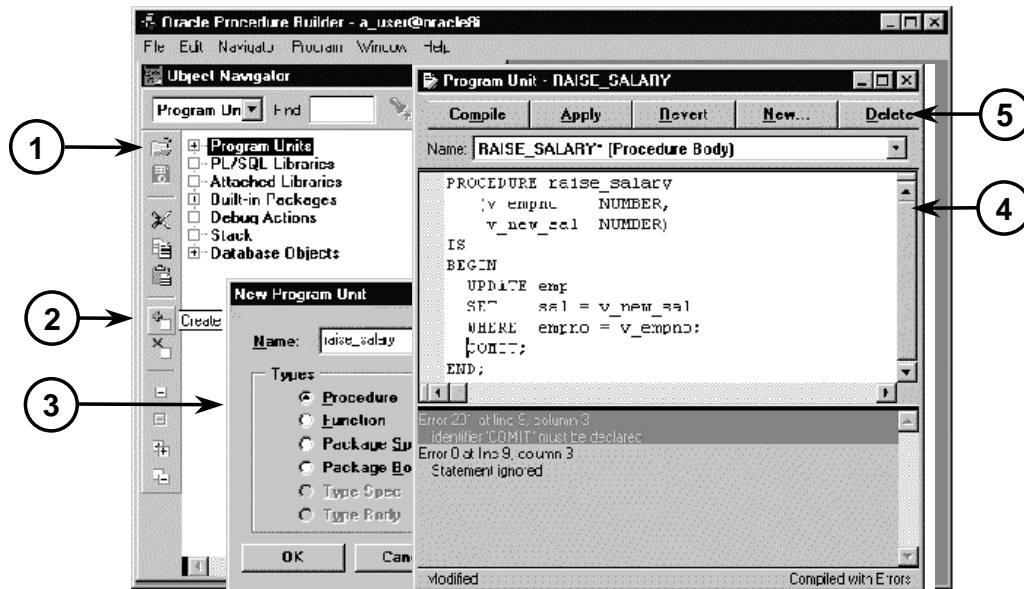 Oracle Procedure Builder - a_user@oracle8i
File Edit Navigator Program Window Help
Object Navigator
Program Un Find
Program Units
PL/SQL Libraries
Attached Libraries
Built-in Packages
Debug Actions
Stack
Database Objects
Create
New Program Unit
Name: raise_salary
Types
Procedure
Function
Package Sp
Package Bo
Type Spec
Type Body
OK Can
Program Unit - RAISE_SALARY
Compile Apply Revert New... Delete
Name: RAISE_SALARY* (Procedure Body)
PROCEDURE raise_salary
(v_empno NUMBER,
v_new_sal NUMBER)
IS
BEGIN
UPDATE emp
SET sal = v_new_sal
WHERE empno = v_empno;
COMIT;
END;
Error 201 at line 9, column 3
identifier 'COMIT' must be declared
Error 0 at line 9, column 3
Statement ignored
Modified Compiled with Errors
1
2
3
4
5